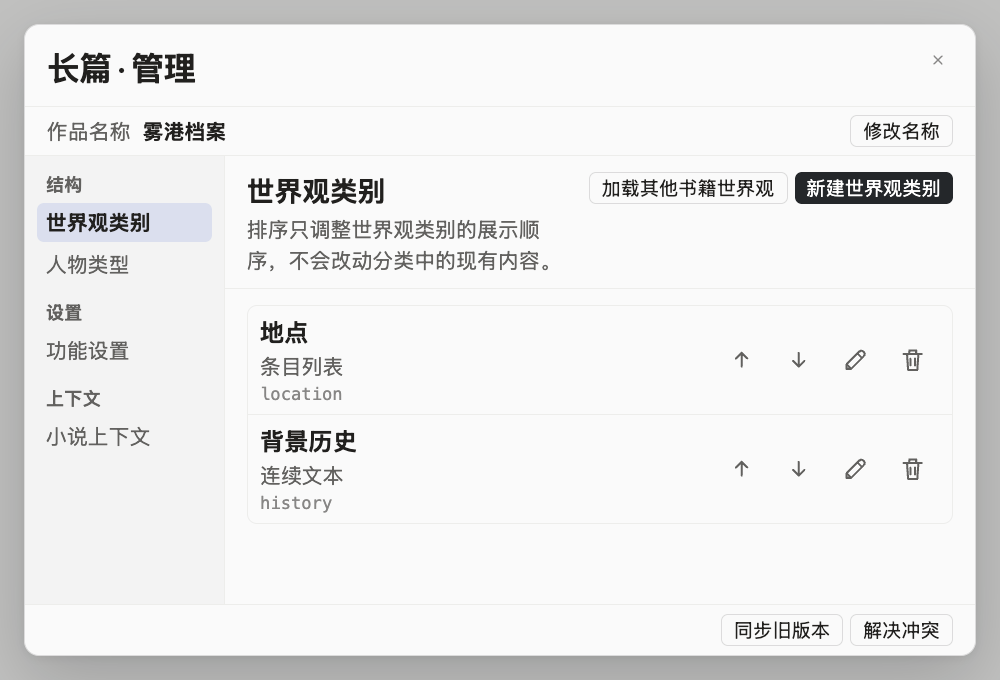 长篇·管理
×
作品名称 雾港档案
修改名称
结构
世界观类别
人物类型
设置
功能设置
上下文
小说上下文
世界观类别
加载其他书籍世界观
新建世界观类别
排序只调整世界观类别的展示顺
序，不会改动分类中的现有内容。
地点
条目列表
location
背景历史
连续文本
history
同步旧版本
解决冲突